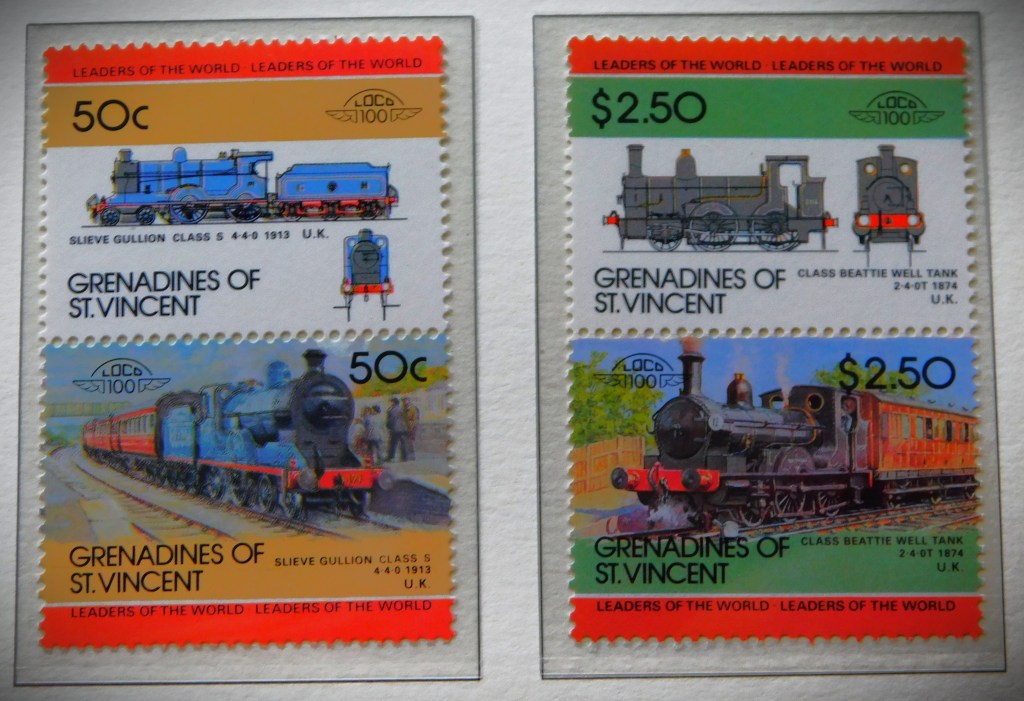 LEADERS OF THE WORLD · LEADERS OF THE WORLD
50c
LOCO
100
SLIEVE GULLION CLASS S 4-4-0 1913 U.K.
GRENADINES OF
ST. VINCENT
LOCO
100
50c
GRENADINES OF
ST. VINCENT
SLIEVE GULLION CLASS S
4-4-0 1913
U.K.
LEADERS OF THE WORLD · LEADERS OF THE WORLD
LEADERS OF THE WORLD · LEADERS OF THE WORLD
$2.50
LOCO
100
GRENADINES OF
ST. VINCENT
CLASS BEATTIE WELL TANK
2-4-0T 1874
U.K.
LOCO
100
$2.50
GRENADINES OF
ST. VINCENT
CLASS BEATTIE WELL TANK
2-4-0T 1874
U.K.
LEADERS OF THE WORLD · LEADERS OF THE WORLD